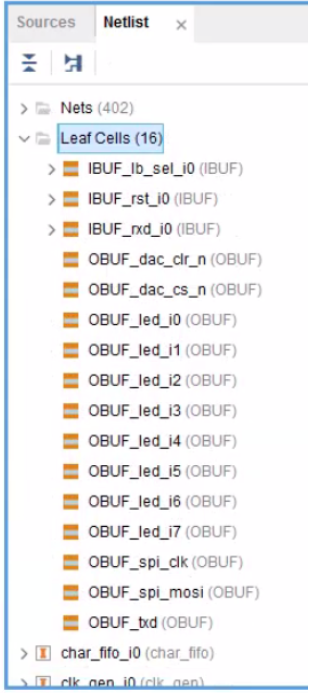 Sources Netlist
Nets (402)
Leaf Cells (16)
IBUF_lb_sel_i0 (IBUF)
IBUF_rst_i0 (IBUF)
IBUF_rxd_i0 (IBUF)
OBUF_dac_clr_n (OBUF)
OBUF_dac_cs_n (OBUF)
OBUF_led_i0 (OBUF)
OBUF_led_i1 (OBUF)
OBUF_led_i2 (OBUF)
OBUF_led_i3 (OBUF)
OBUF_led_i4 (OBUF)
OBUF_led_i5 (OBUF)
OBUF_led_i6 (OBUF)
OBUF_led_i7 (OBUF)
OBUF_spi_clk (OBUF)
OBUF_spi_mosi (OBUF)
OBUF_txd (OBUF)
char_fifo_i0 (char_fifo)
clk_gen_i0 (clk_gen)